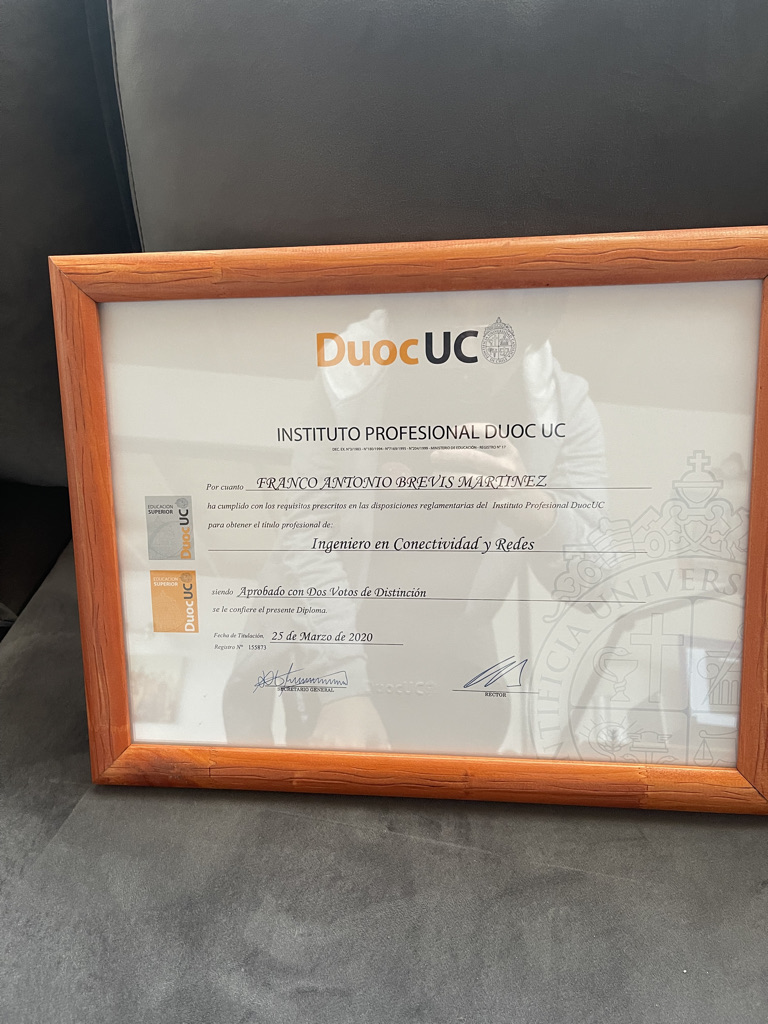 DuocUC
INSTITUTO PROFESIONAL DUOC UC
Por cuanto FRANCO ANTONIO BREVIS MARTINEZ
ha cumplido con los requisitos prescritos en las disposiciones reglamentarias del Instituto Profesional DuocUC
para obtener el título profesional de:
Ingeniero en Conectividad y Redes
EDUCACIÓN
SUPERIOR
DuocUC
EDUCACIÓN
SUPERIOR
DuocUC
siendo Aprobado con Dos Votos de Distinción
se le confiere el presente Diploma.
Fecha de Titulación, 25 de Marzo de 2020
Registro Nº 155873
SECRETARIO GENERAL
RECTOR
DuocUC
TIFICIA UNIVERS